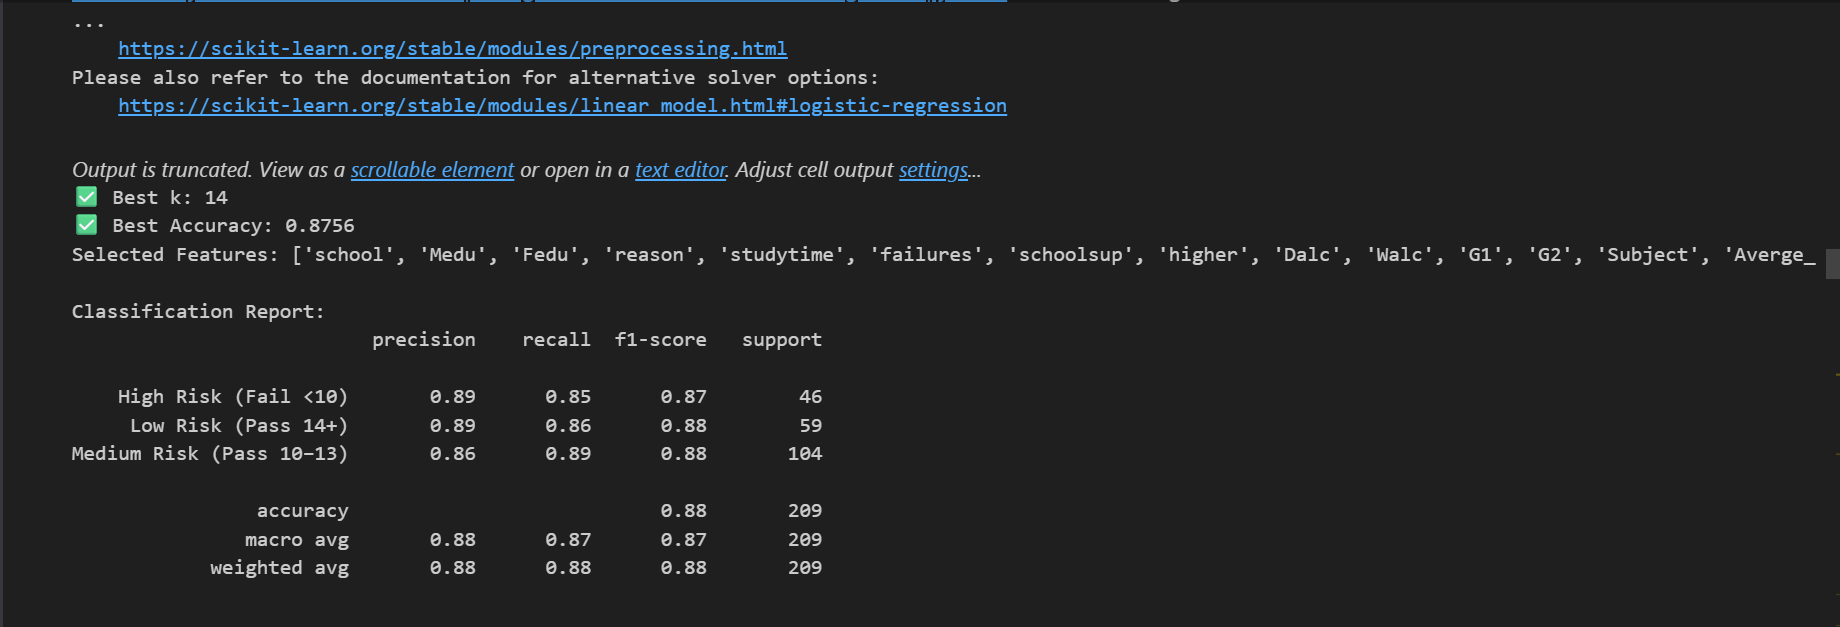 ...
https://scikit-learn.org/stable/modules/preprocessing.html
Please also refer to the documentation for alternative solver options:
https://scikit-learn.org/stable/modules/linear_model.html#logistic-regression
Output is truncated. View as a scrollable element or open in a text editor. Adjust cell output settings...
✅ Best k: 14
✅ Best Accuracy: 0.8756
Selected Features: ['school', 'Medu', 'Fedu', 'reason', 'studytime', 'failures', 'schoolsup', 'higher', 'Dalc', 'Walc', 'G1', 'G2', 'Subject', 'Averge_
Classification Report:
precision recall f1-score support
High Risk (Fail <10) 0.89 0.85 0.87 46
Low Risk (Pass 14+) 0.89 0.86 0.88 59
Medium Risk (Pass 10–13) 0.86 0.89 0.88 104
accuracy 0.88 209
macro avg 0.88 0.87 0.87 209
weighted avg 0.88 0.88 0.88 209